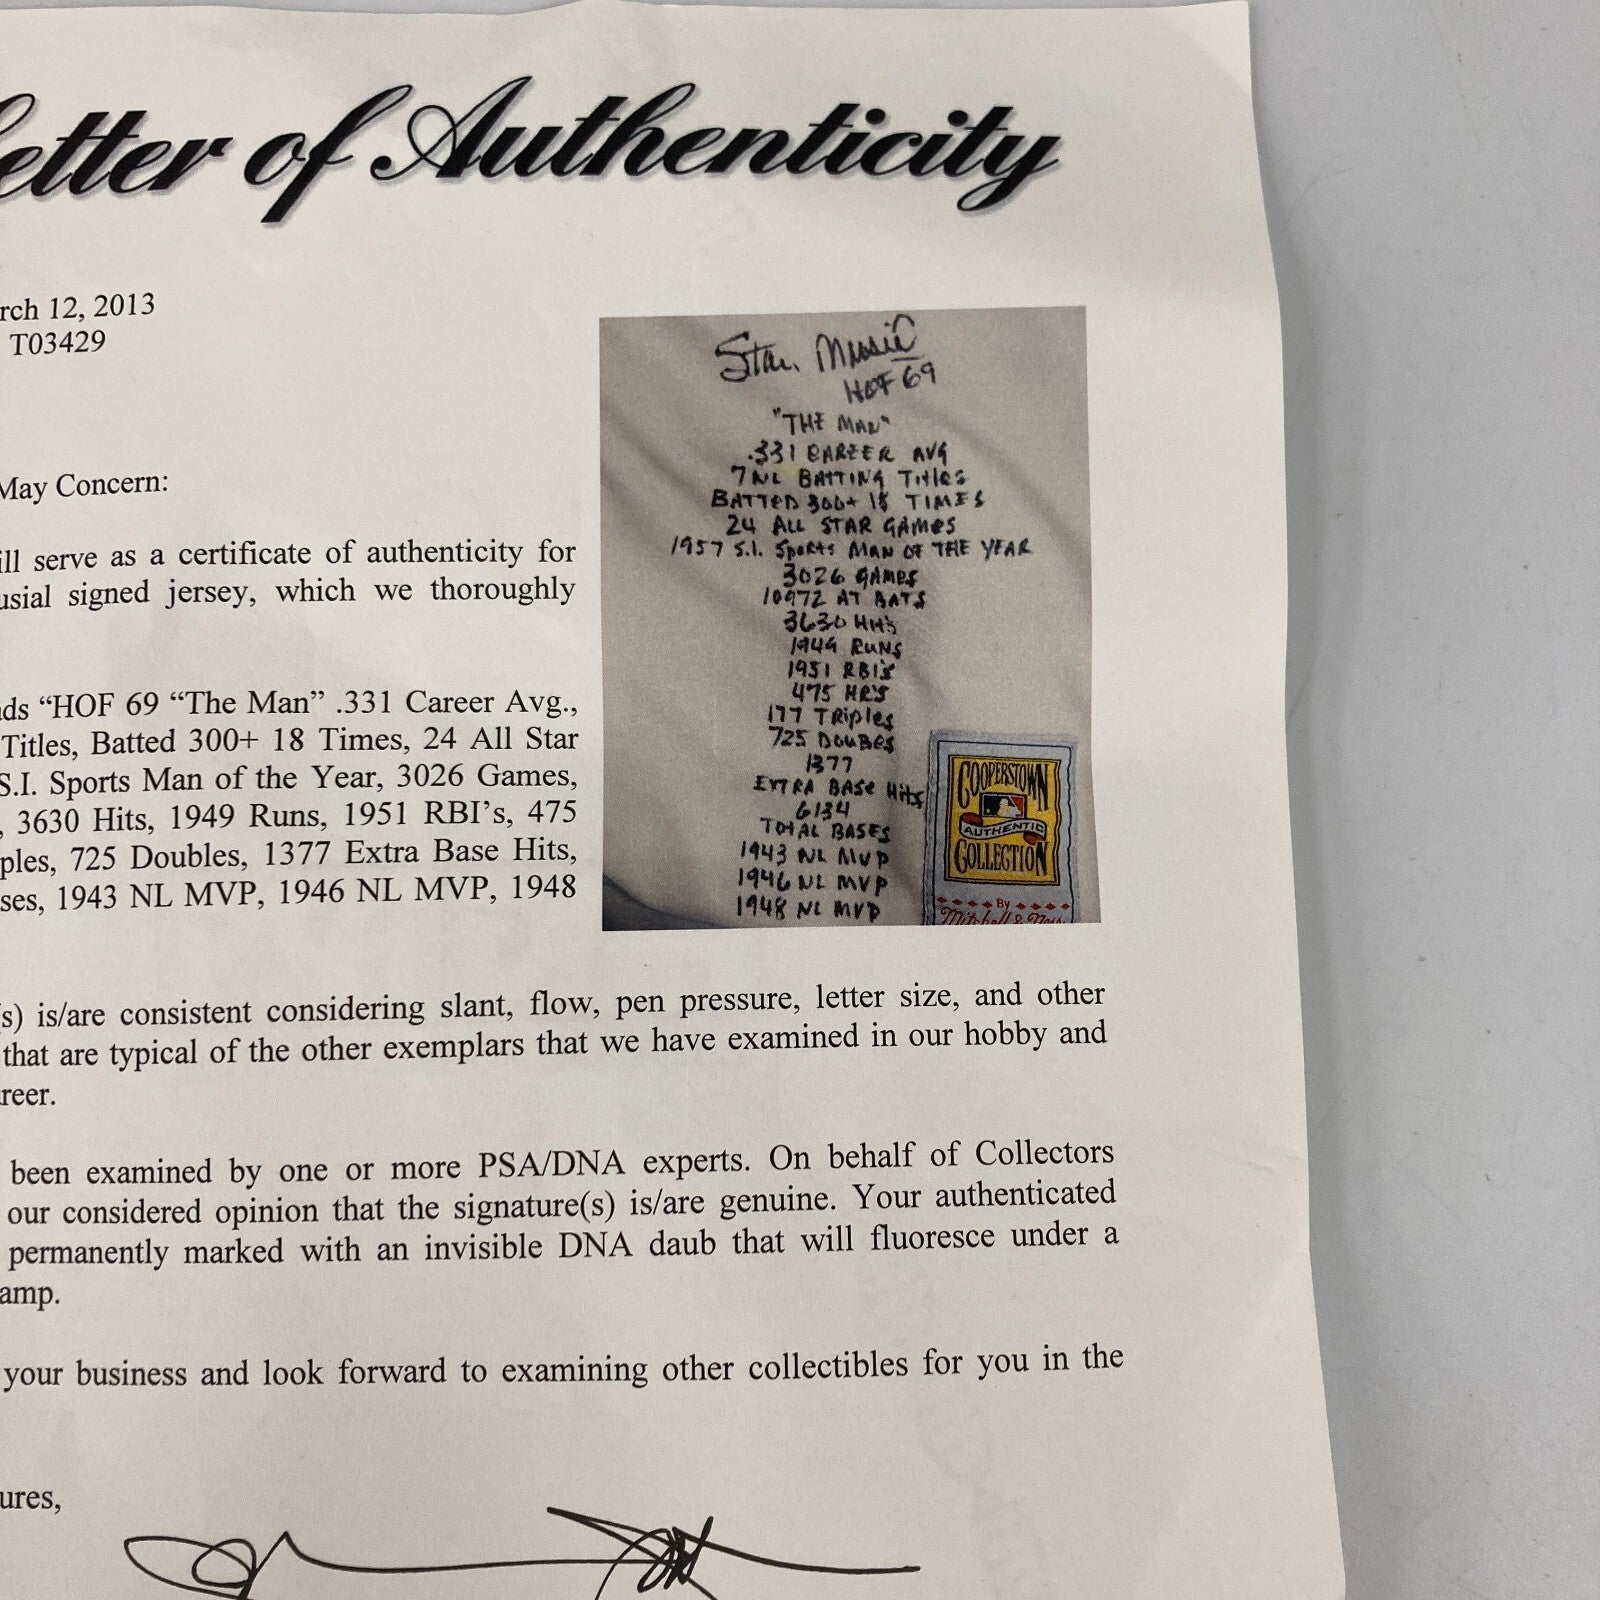 Letter of Authenticity
rch 12, 2013
T03429
May Concern:
ill serve as a certificate of authenticity for
usial signed jersey, which we thoroughly
ds “HOF 69 “The Man” .331 Career Avg.,
Titles, Batted 300+ 18 Times, 24 All Star
S.I. Sports Man of the Year, 3026 Games,
, 3630 Hits, 1949 Runs, 1951 RBI’s, 475
ples, 725 Doubles, 1377 Extra Base Hits,
ses, 1943 NL MVP, 1946 NL MVP, 1948
Stan Musial
HOF 69
"THE MAN"
.331 CAREER AVG
7 NL BATTING TITLES
BATTED 300+ 18 TIMES
24 ALL STAR GAMES
1957 S.I. SPORTS MAN OF THE YEAR
3026 GAMES
10972 AT BATS
3630 HITS
1949 RUNS
1951 RBI'S
475 HR'S
177 TRIPLES
725 DOUBLES
1377
EXTRA BASE HITS
6134
TOTAL BASES
1943 NL MVP
1946 NL MVP
1948 NL MVP
COOPERSTOWN
AUTHENTIC
COLLECTION
By
Mitchell & Ness
(s) is/are consistent considering slant, flow, pen pressure, letter size, and other
that are typical of the other exemplars that we have examined in our hobby and
reer.
been examined by one or more PSA/DNA experts. On behalf of Collectors
our considered opinion that the signature(s) is/are genuine. Your authenticated
permanently marked with an invisible DNA daub that will fluoresce under a
amp.
your business and look forward to examining other collectibles for you in the
ures,